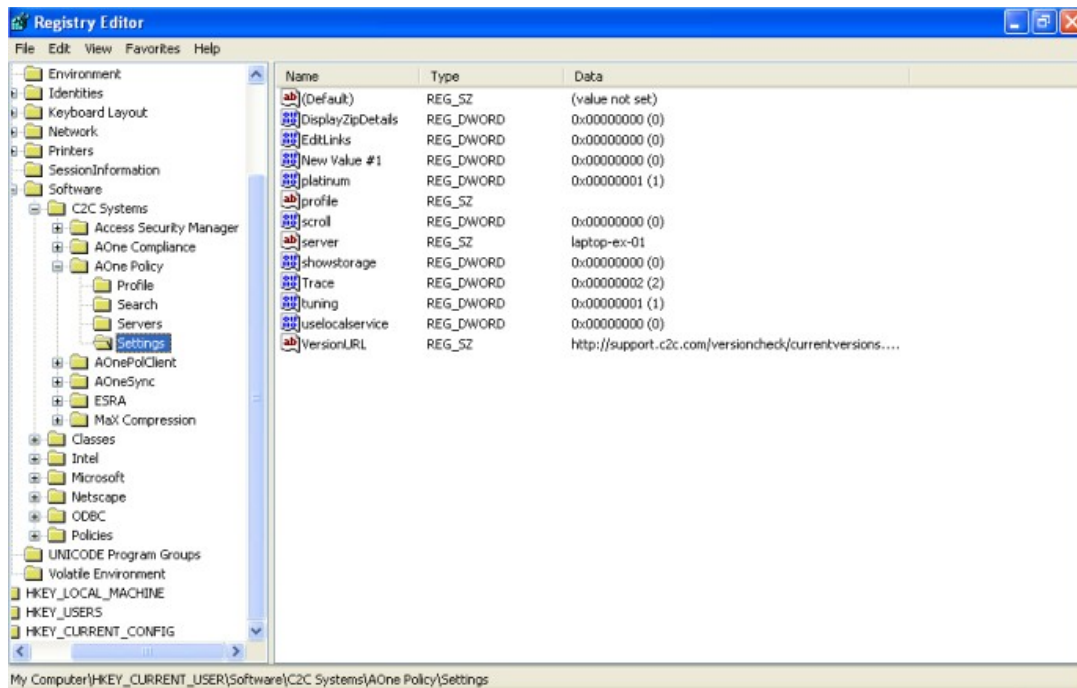 Registry Editor
File Edit View Favorites Help
Environment
Identities
Keyboard Layout
Network
Printers
SessionInformation
Software
C2C Systems
Access Security Manager
AOne Compliance
AOne Policy
Profile
Search
Servers
Settings
AOnePolClient
AOneSync
ESRA
MaX Compression
Classes
Intel
Microsoft
Netscape
ODBC
Policies
UNICODE Program Groups
Volatile Environment
HKEY_LOCAL_MACHINE
HKEY_USERS
HKEY_CURRENT_CONFIG
Name Type Data
(Default) REG_SZ (value not set)
DisplayZipDetails REG_DWORD 0x00000000 (0)
EditLinks REG_DWORD 0x00000000 (0)
New Value #1 REG_DWORD 0x00000000 (0)
platinum REG_DWORD 0x00000001 (1)
profile REG_SZ
scroll REG_DWORD 0x00000000 (0)
server REG_SZ laptop-ex-01
showstorage REG_DWORD 0x00000000 (0)
Trace REG_DWORD 0x00000002 (2)
tuning REG_DWORD 0x00000001 (1)
uselocalservice REG_DWORD 0x00000000 (0)
VersionURL REG_SZ http://support.c2c.com/versioncheck/currentversions....
My Computer\HKEY_CURRENT_USER\Software\C2C Systems\AOne Policy\Settings